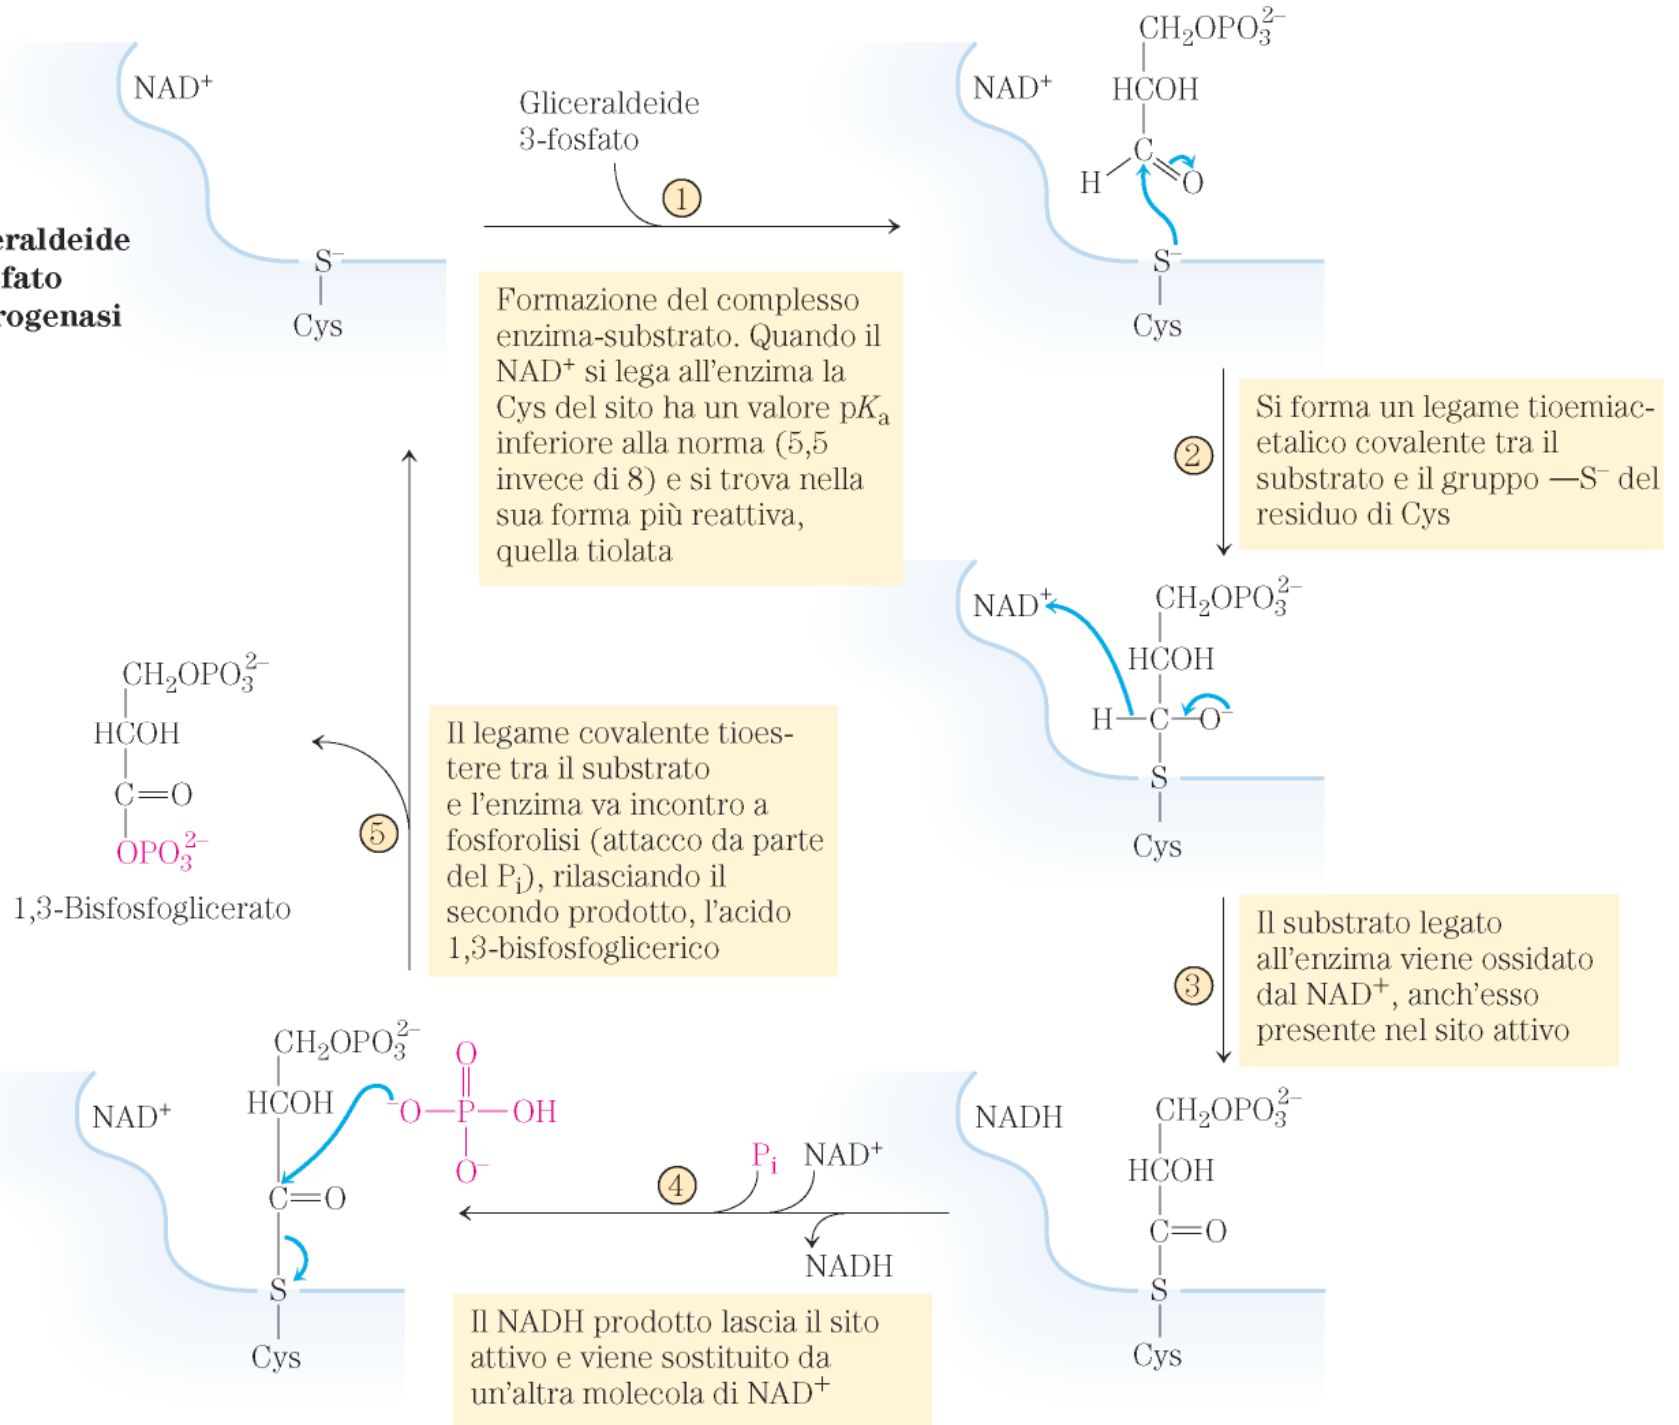 NAD⁺
eraldeide
fato
rogenasi
S⁻
Cys
Gliceraldeide
3-fosfato
1
Formazione del complesso
enzima-substrato. Quando il
NAD⁺ si lega all'enzima la
Cys del sito ha un valore pKₐ
inferiore alla norma (5,5
invece di 8) e si trova nella
sua forma più reattiva,
quella tiolata
CH₂OPO₃²⁻
NAD⁺
HCOH
C
H
O
S⁻
Cys
2
Si forma un legame tioemiac-
etalico covalente tra il
substrato e il gruppo —S⁻ del
residuo di Cys
NAD⁺
CH₂OPO₃²⁻
HCOH
H—C—O⁻
S
Cys
3
Il substrato legato
all'enzima viene ossidato
dal NAD⁺, anch'esso
presente nel sito attivo
NADH
CH₂OPO₃²⁻
HCOH
C=O
S
Cys
4
Pᵢ
NAD⁺
NADH
Il NADH prodotto lascia il sito
attivo e viene sostituito da
un'altra molecola di NAD⁺
NAD⁺
CH₂OPO₃²⁻
HCOH
C=O
S
Cys
O
⁻O—P—OH
O⁻
5
Il legame covalente tioes-
tere tra il substrato
e l'enzima va incontro a
fosforolisi (attacco da parte
del Pᵢ), rilasciando il
secondo prodotto, l'acido
1,3-bisfosfoglicerico
CH₂OPO₃²⁻
HCOH
C=O
OPO₃²⁻
1,3-Bisfosfoglicerato